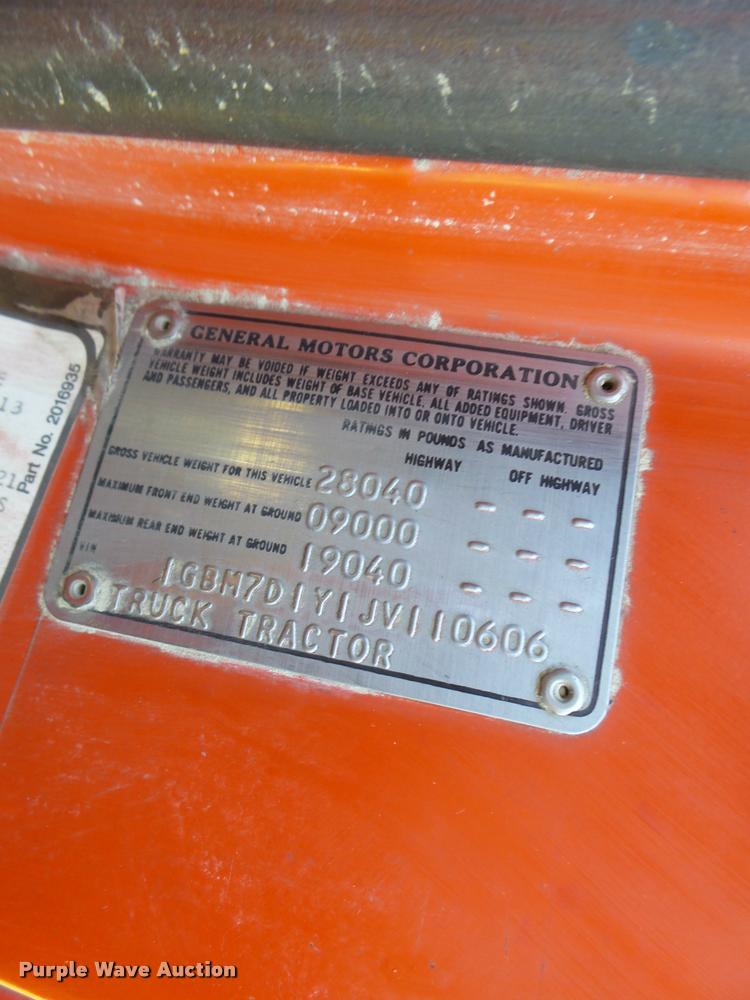 GENERAL MOTORS CORPORATION
WARRANTY MAY BE VOIDED IF WEIGHT EXCEEDS ANY OF RATINGS SHOWN. GROSS
VEHICLE WEIGHT INCLUDES WEIGHT OF BASE VEHICLE, ALL ADDED EQUIPMENT, DRIVER
AND PASSENGERS, AND ALL PROPERTY LOADED INTO OR ONTO VEHICLE.
RATINGS IN POUNDS AS MANUFACTURED
HIGHWAY OFF HIGHWAY
GROSS VEHICLE WEIGHT FOR THIS VEHICLE 28040 - - -
MAXIMUM FRONT END WEIGHT AT GROUND 09000 - - -
MAXIMUM REAR END WEIGHT AT GROUND 19040 - - -
VIN 1GBM7D1Y1JV110606
TRUCK TRACTOR
13
21
S
Part No. 2016935
Purple Wave Auction